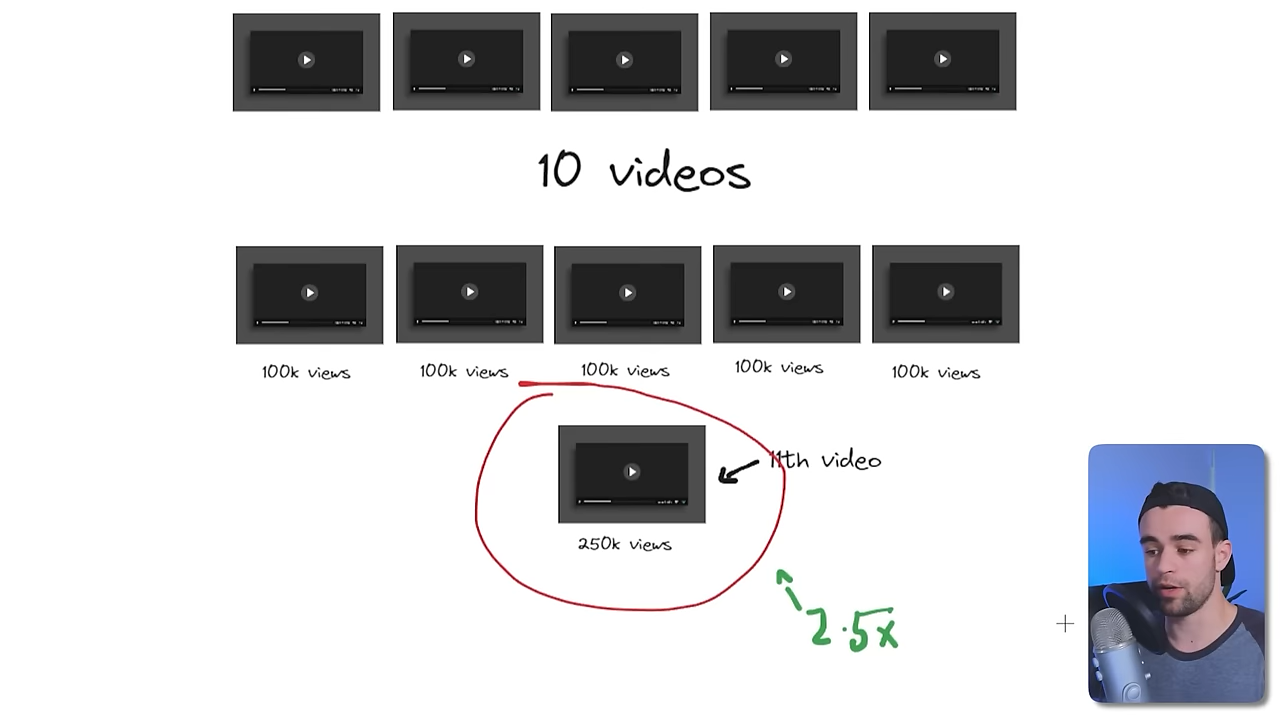 10 videos
100k views 100k views 100k views 100k views 100k views
11th video
250k views
2.5x